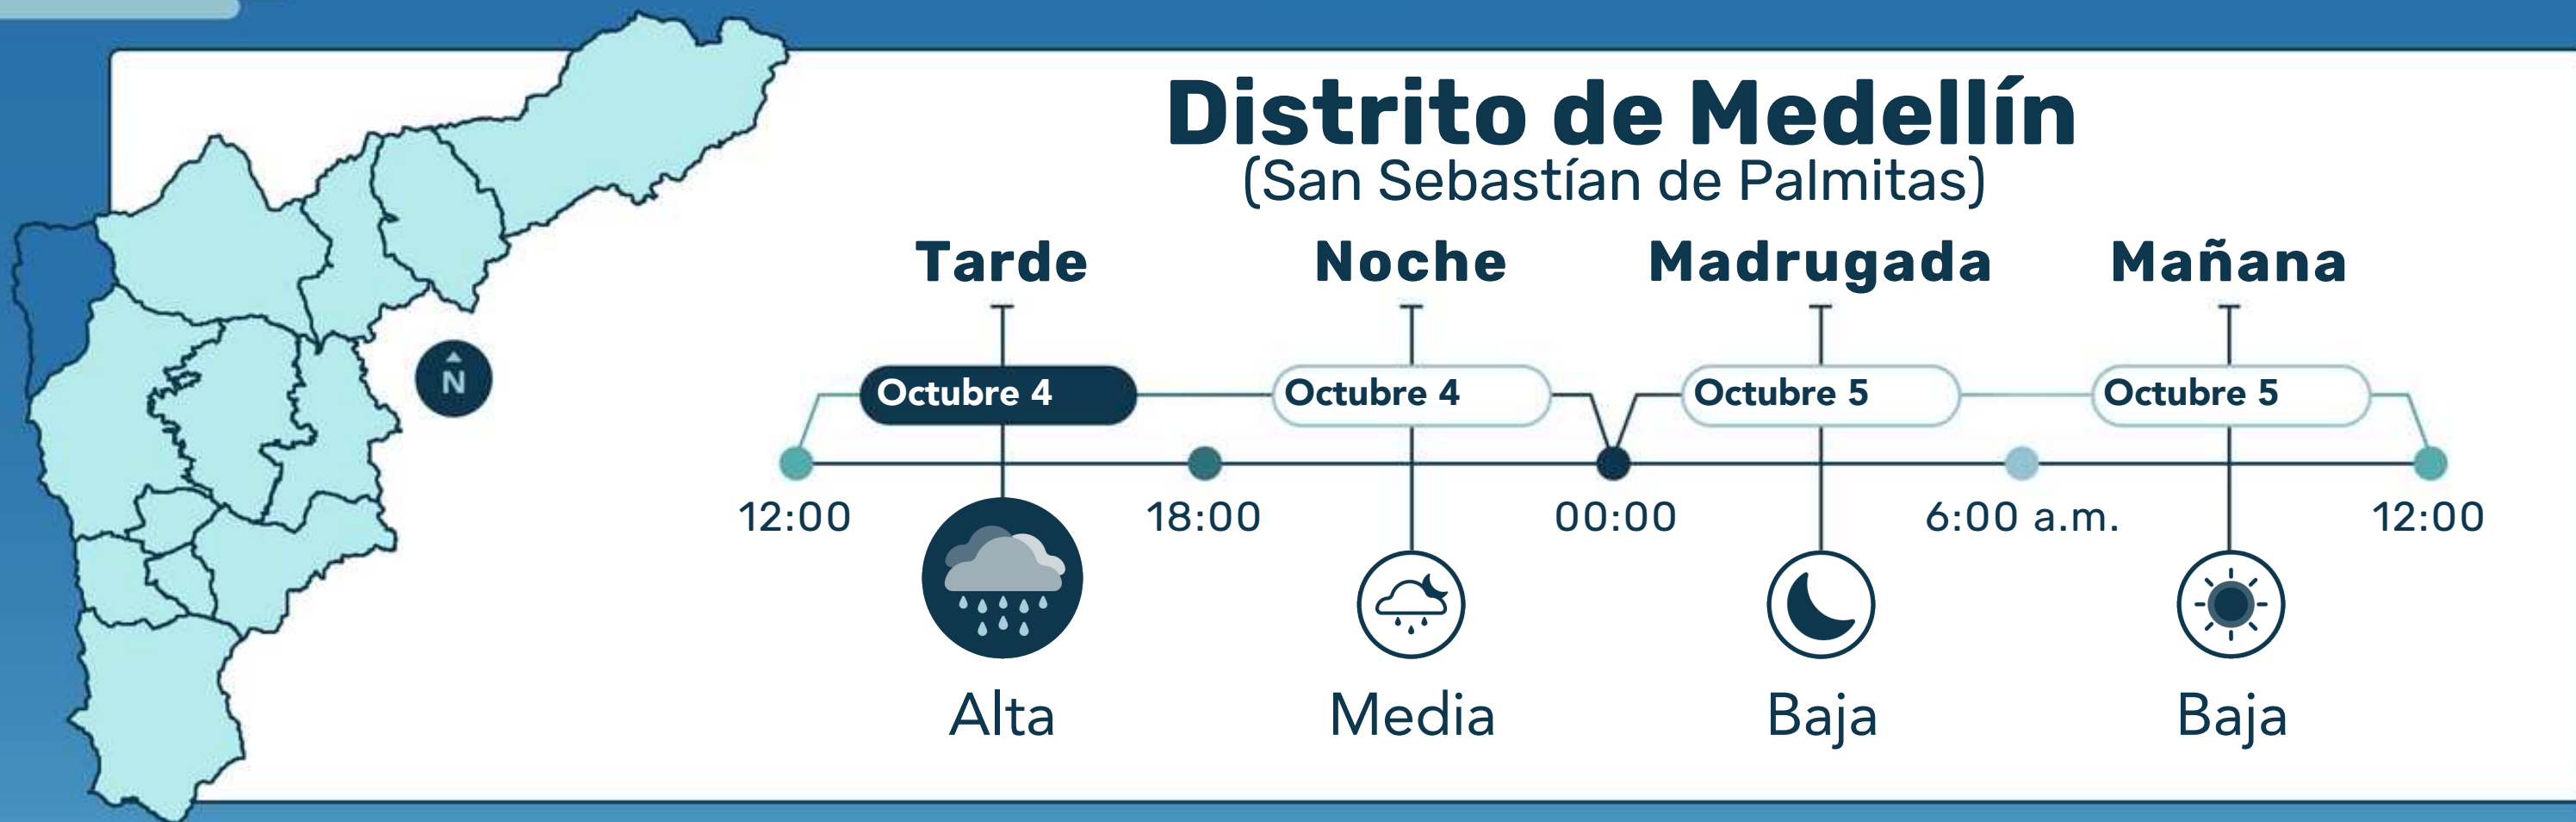 Distrito de Medellín
(San Sebastían de Palmitas)
Tarde Noche Madrugada Mañana
Octubre 4 Octubre 4 Octubre 5 Octubre 5
N
12:00 18:00 00:00 6:00 a.m. 12:00
Alta Media Baja Baja